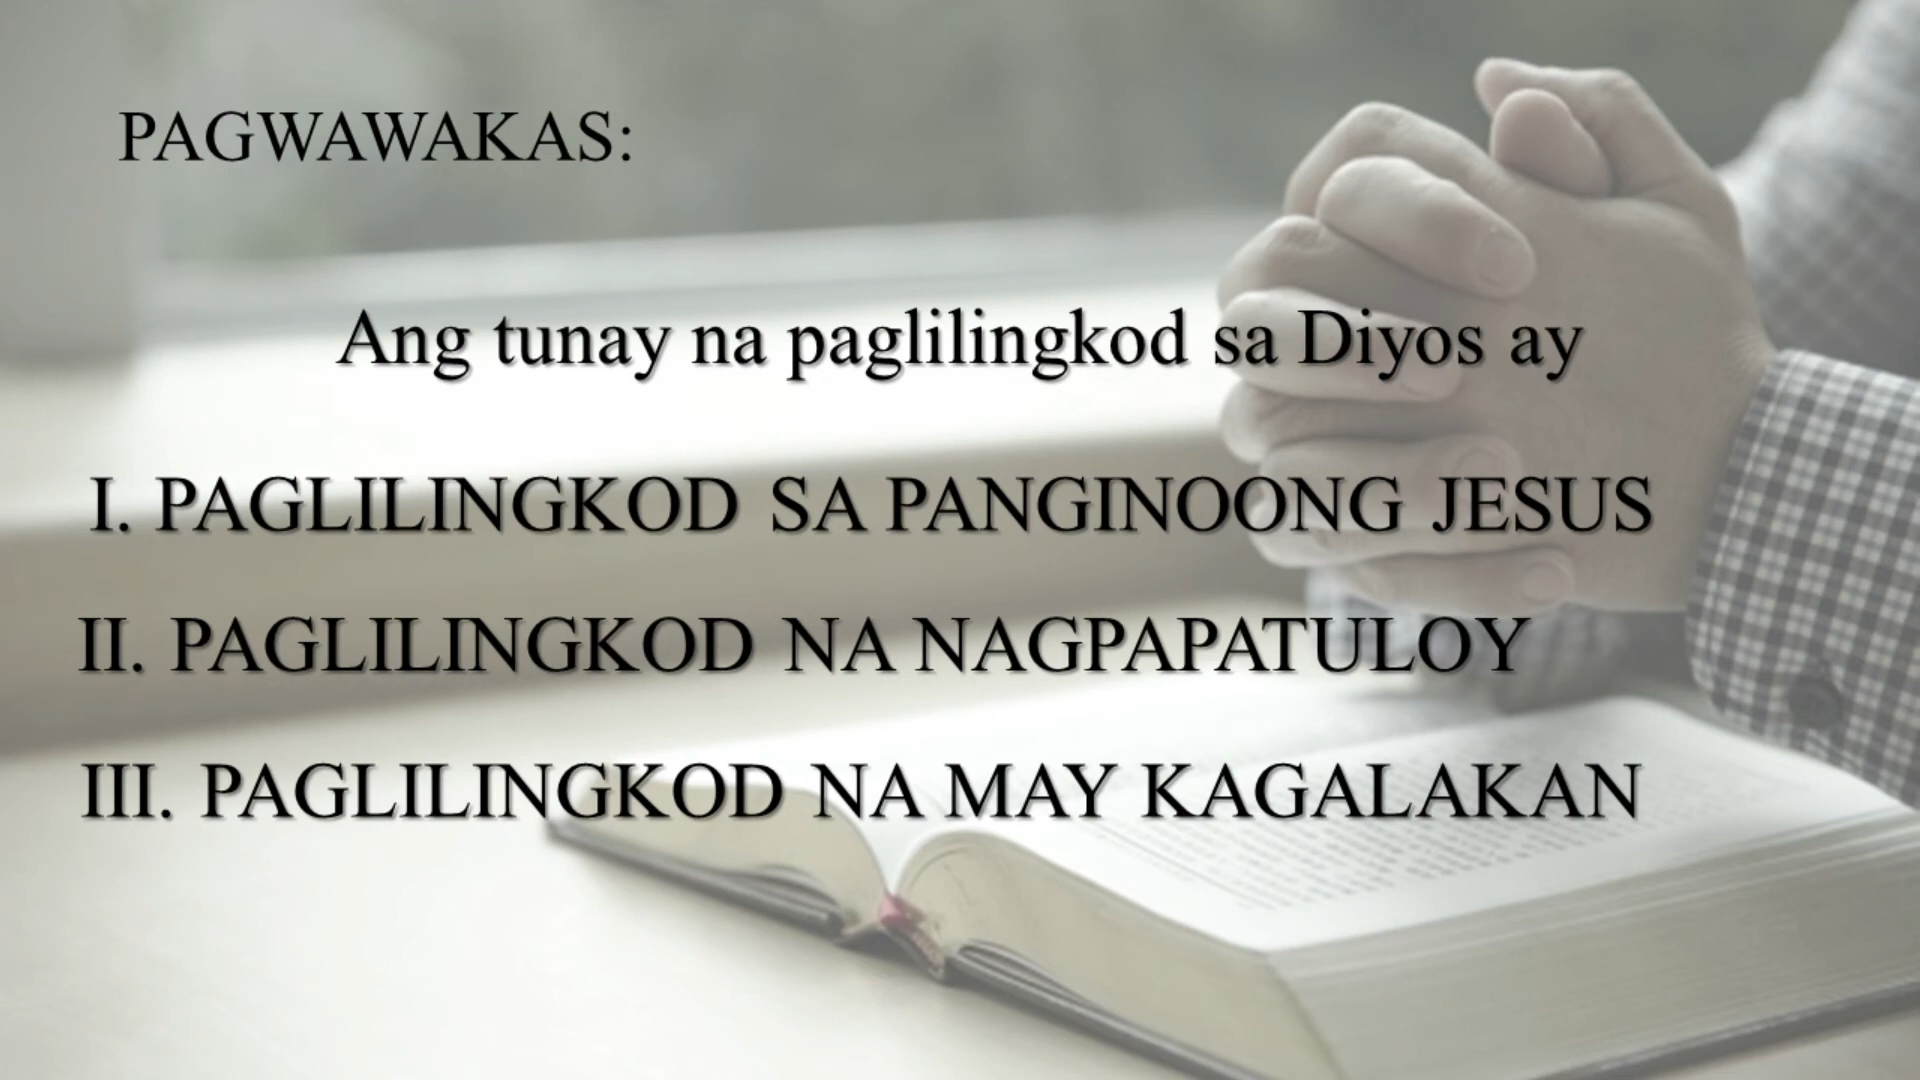 PAGWAWAKAS:
Ang tunay na paglilingkod sa Diyos ay
I. PAGLILINGKOD SA PANGINOONG JESUS
II. PAGLILINGKOD NA NAGPAPATULOY
III. PAGLILINGKOD NA MAY KAGALAKAN